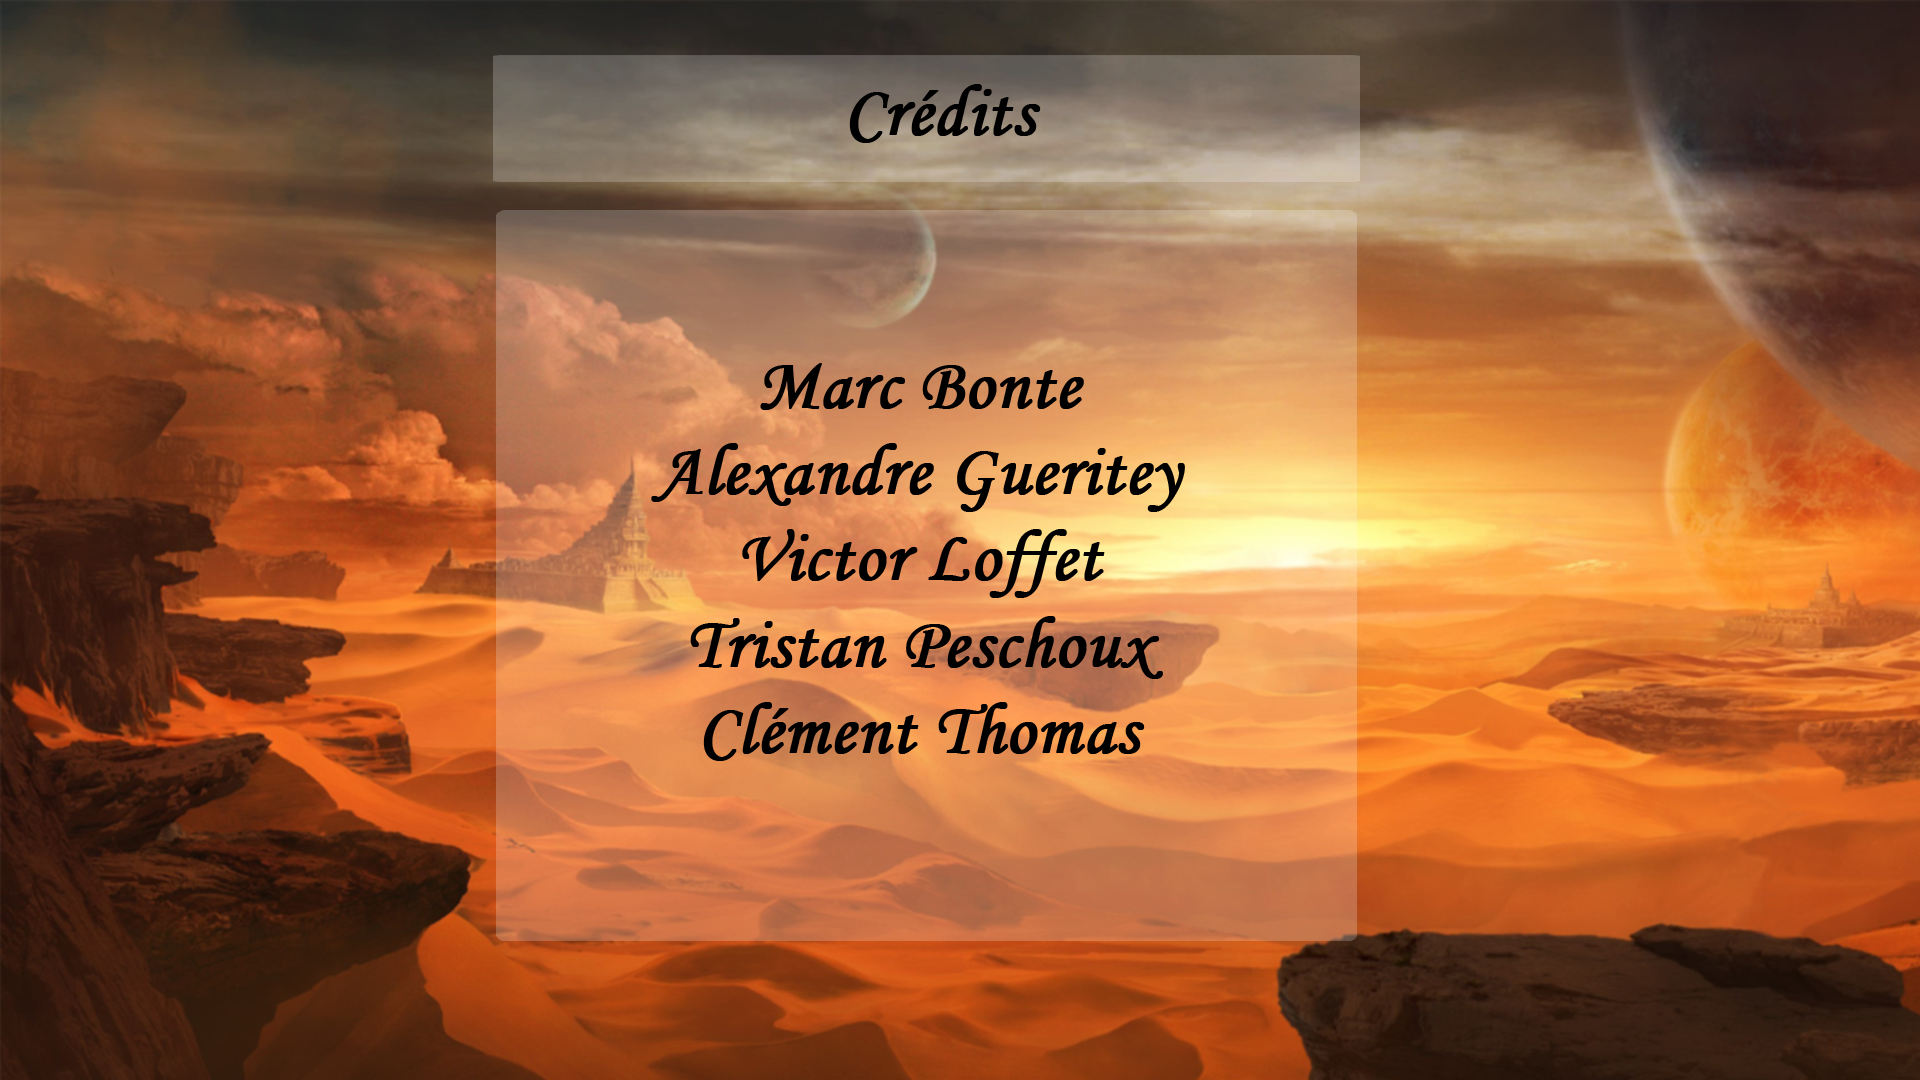 Crédits
Marc Bonte
Alexandre Gueritey
Victor Loffet
Tristan Peschoux
Clément Thomas